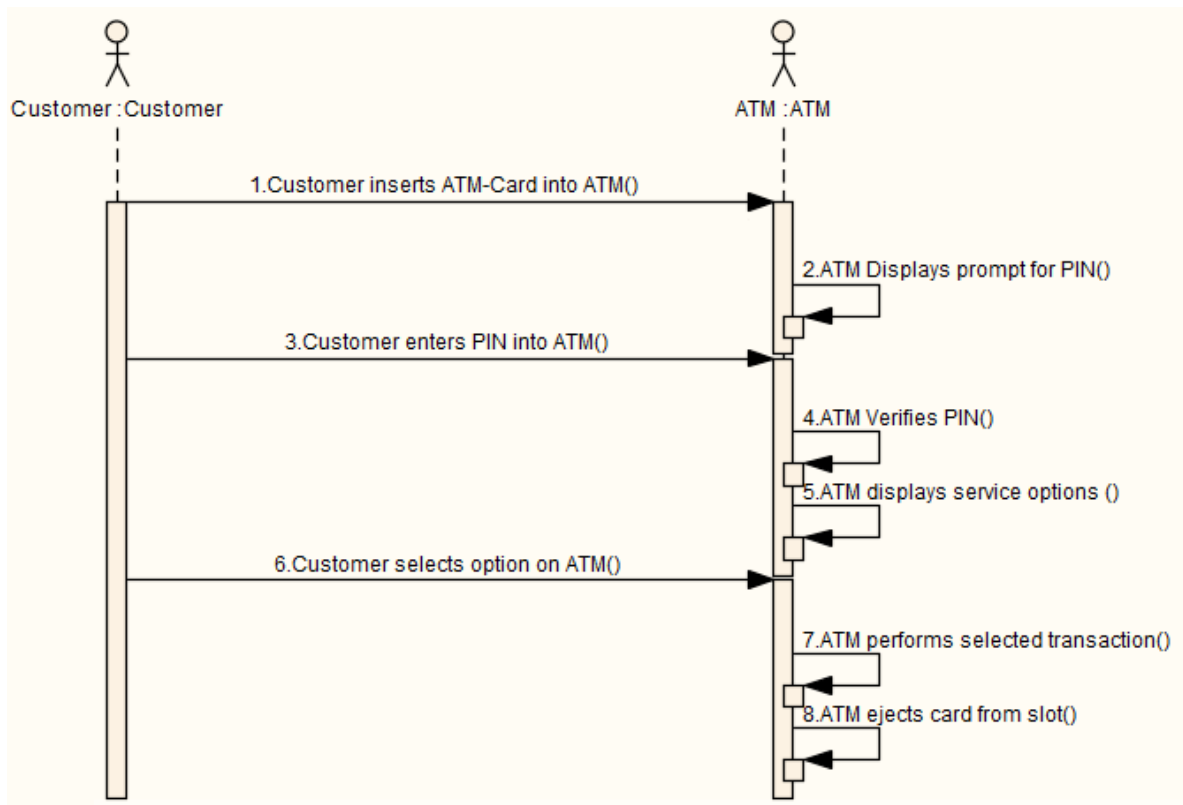 Customer :Customer
ATM :ATM
1.Customer inserts ATM-Card into ATM()
2.ATM Displays prompt for PIN()
3.Customer enters PIN into ATM()
4.ATM Verifies PIN()
5.ATM displays service options ()
6.Customer selects option on ATM()
7.ATM performs selected transaction()
8.ATM ejects card from slot()